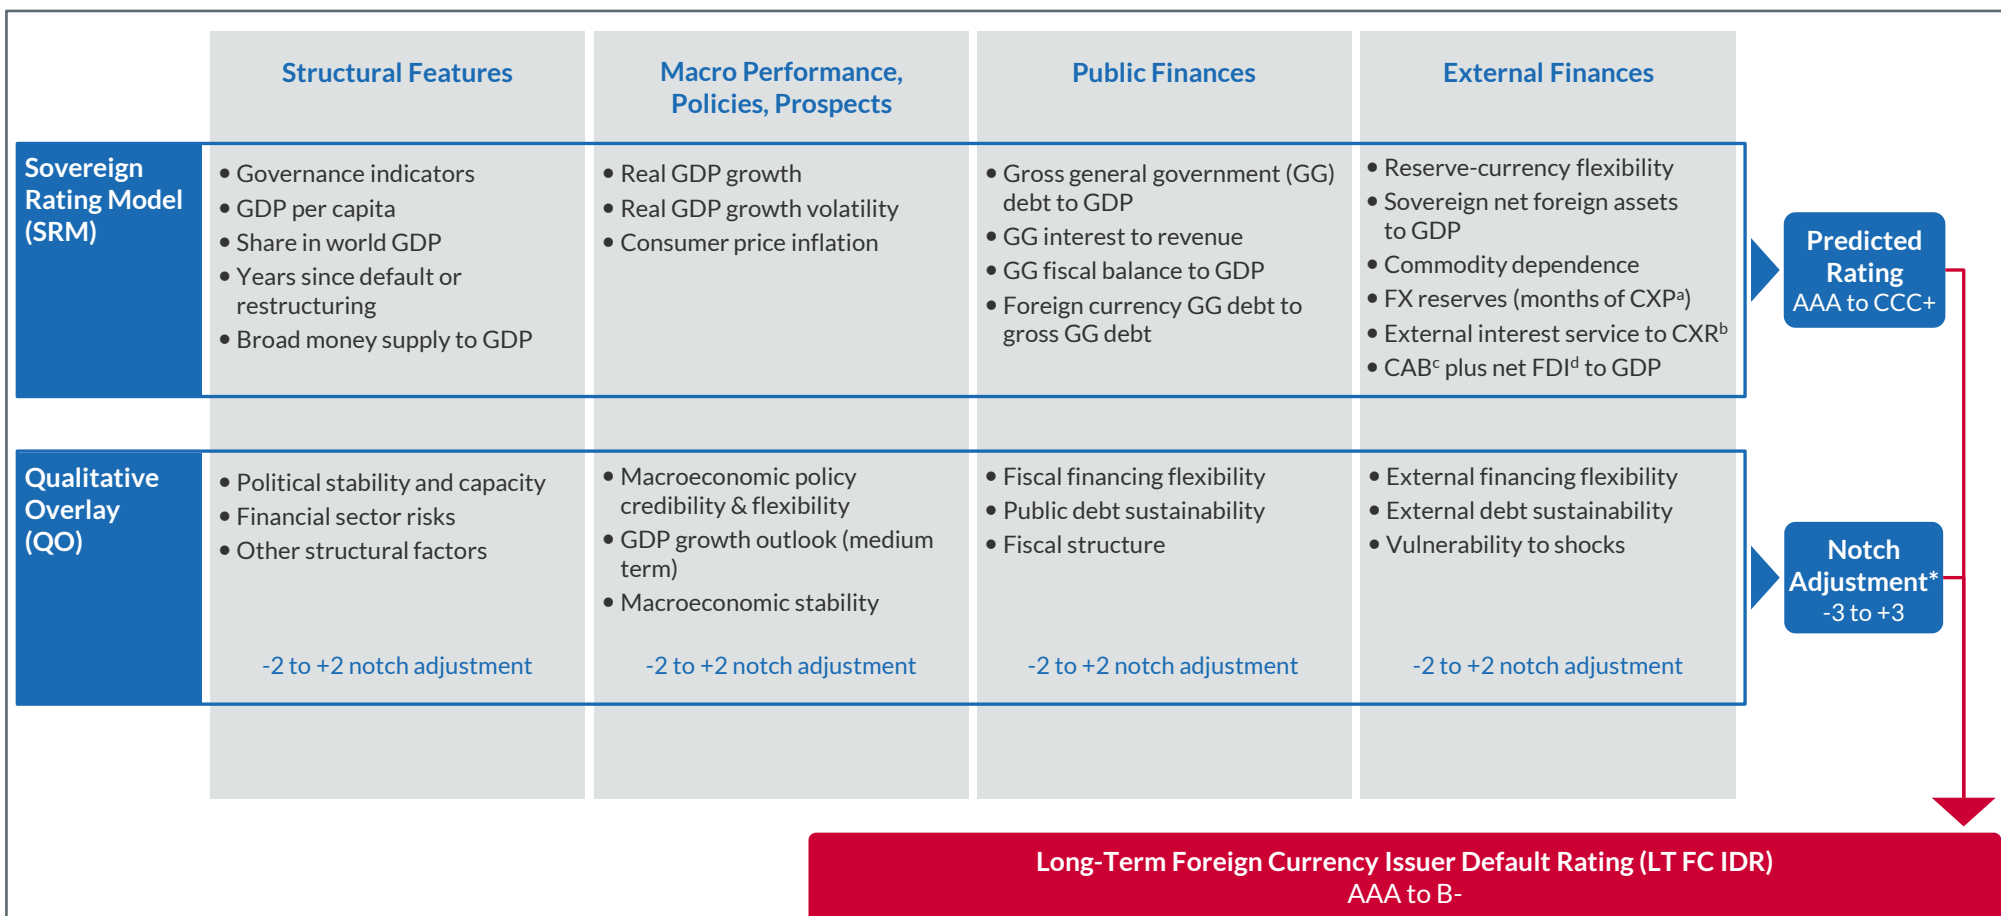 Structural Features
Macro Performance,
Policies, Prospects
Public Finances
External Finances
Sovereign
Rating Model
(SRM)
• Governance indicators
• GDP per capita
• Share in world GDP
• Years since default or
restructuring
• Broad money supply to GDP
• Real GDP growth
• Real GDP growth volatility
• Consumer price inflation
• Gross general government (GG)
debt to GDP
• GG interest to revenue
• GG fiscal balance to GDP
• Foreign currency GG debt to
gross GG debt
• Reserve-currency flexibility
• Sovereign net foreign assets
to GDP
• Commodity dependence
• FX reserves (months of CXPᵃ)
• External interest service to CXRᵇ
• CABᶜ plus net FDIᵈ to GDP
Predicted
Rating
AAA to CCC+
Qualitative
Overlay
(QO)
• Political stability and capacity
• Financial sector risks
• Other structural factors
-2 to +2 notch adjustment
• Macroeconomic policy
credibility & flexibility
• GDP growth outlook (medium
term)
• Macroeconomic stability
-2 to +2 notch adjustment
• Fiscal financing flexibility
• Public debt sustainability
• Fiscal structure
-2 to +2 notch adjustment
• External financing flexibility
• External debt sustainability
• Vulnerability to shocks
-2 to +2 notch adjustment
Notch
Adjustment*
-3 to +3
Long-Term Foreign Currency Issuer Default Rating (LT FC IDR)
AAA to B-